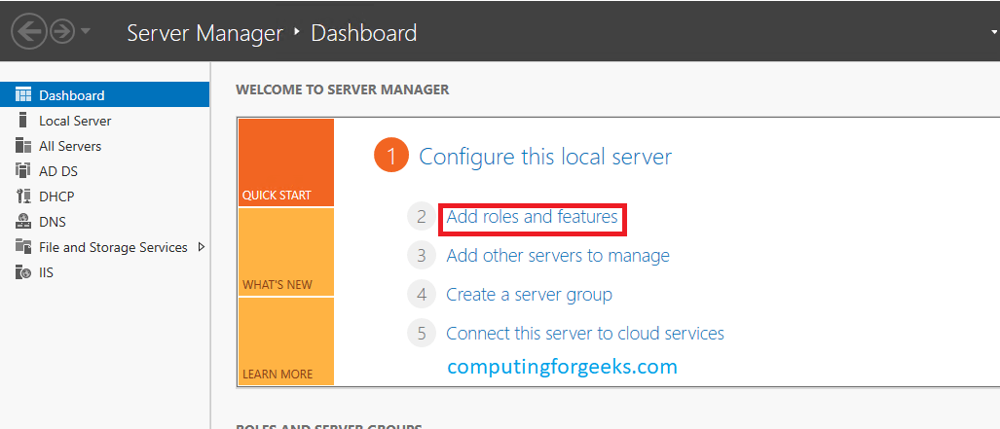 Server Manager ‣ Dashboard
Dashboard
Local Server
All Servers
AD DS
DHCP
DNS
File and Storage Services
IIS
WELCOME TO SERVER MANAGER
QUICK START
WHAT'S NEW
LEARN MORE
1 Configure this local server
2 Add roles and features
3 Add other servers to manage
4 Create a server group
5 Connect this server to cloud services
computingforgeeks.com
ROLES AND SERVER GROUPS